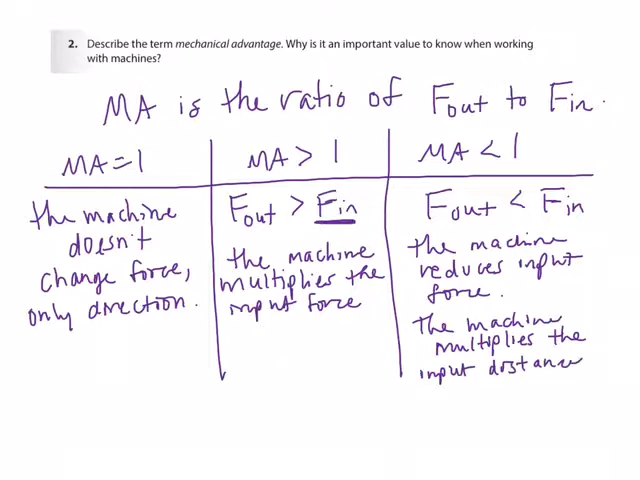 2. Describe the term mechanical advantage. Why is it an important value to know when working
with machines?
MA is the ratio of Fout to Fin.
MA = 1
the machine
doesn't
change force,
only direction.
MA > 1
Fout > Fin
the machine
multiplies the
input force
MA < 1
Fout < Fin
the machine
reduces input
force.
The machine
multiplies the
input distance